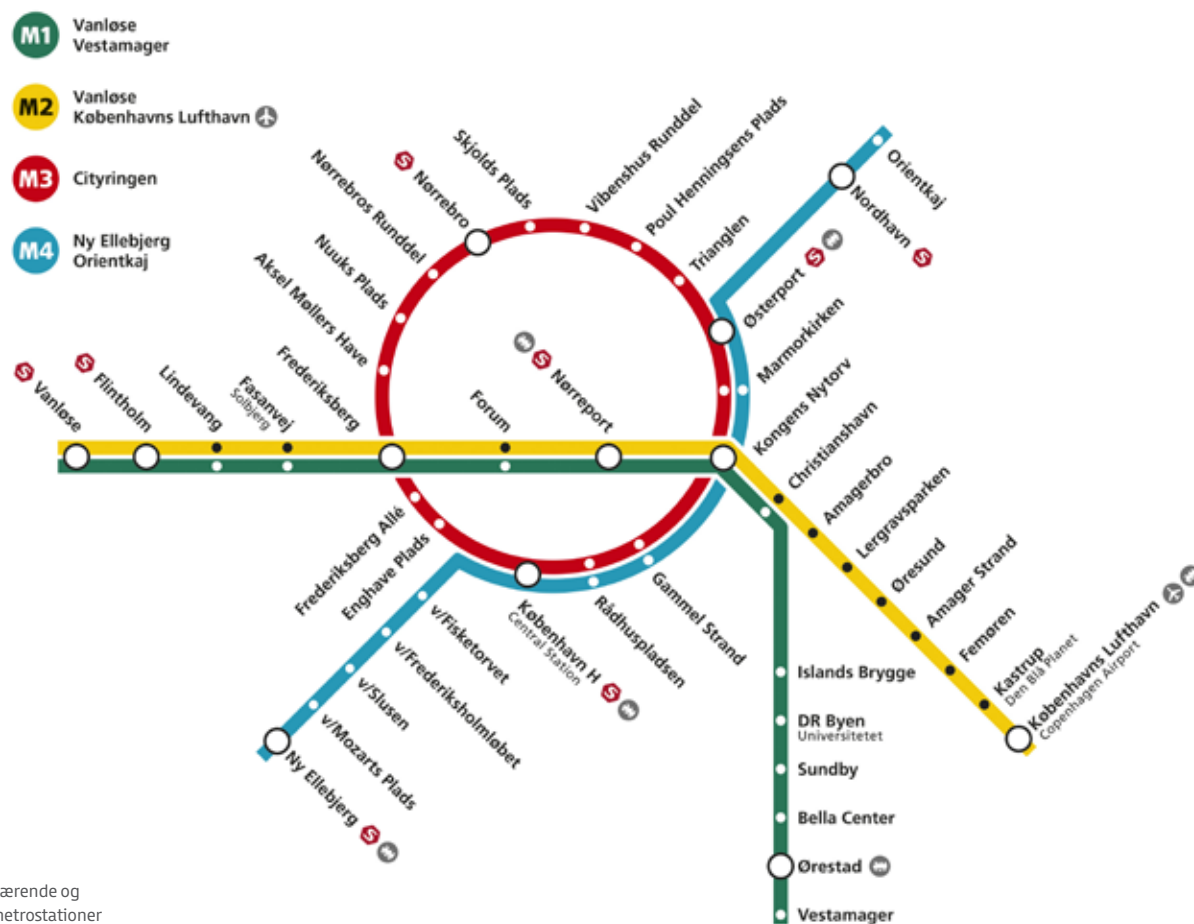 M1
Vanløse
Vestamager
M2
Vanløse
Københavns Lufthavn
M3
Cityringen
M4
Ny Ellebjerg
Orientkaj
S
Vanløse
S
Flintholm
Lindevang
Fasanvej
Solbjerg
Frederiksberg
Aksel Møllers Have
Nuuks Plads
Nørrebros Runddel
S
Nørrebro
Skjolds Plads
Vibenshus Runddel
Poul Henningsens Plads
Trianglen
Østerport
S
Nordhavn
S
Orientkaj
Marmorkirken
Kongens Nytorv
Forum
S
Nørreport
Christianshavn
Amagerbro
Lergravsparken
Øresund
Amager Strand
Femøren
Kastrup
Den Blå Planet
Københavns Lufthavn
Copenhagen Airport
Frederiksberg Allé
Enghave Plads
København H
Central Station
S
Rådhuspladsen
Gammel Strand
v/Fisketorvet
v/Frederiksholmløbet
v/Slusen
v/Mozarts Plads
Ny Ellebjerg
S
Islands Brygge
DR Byen
Universitetet
Sundby
Bella Center
Ørestad
Vestamager
ærende og
netrostationer